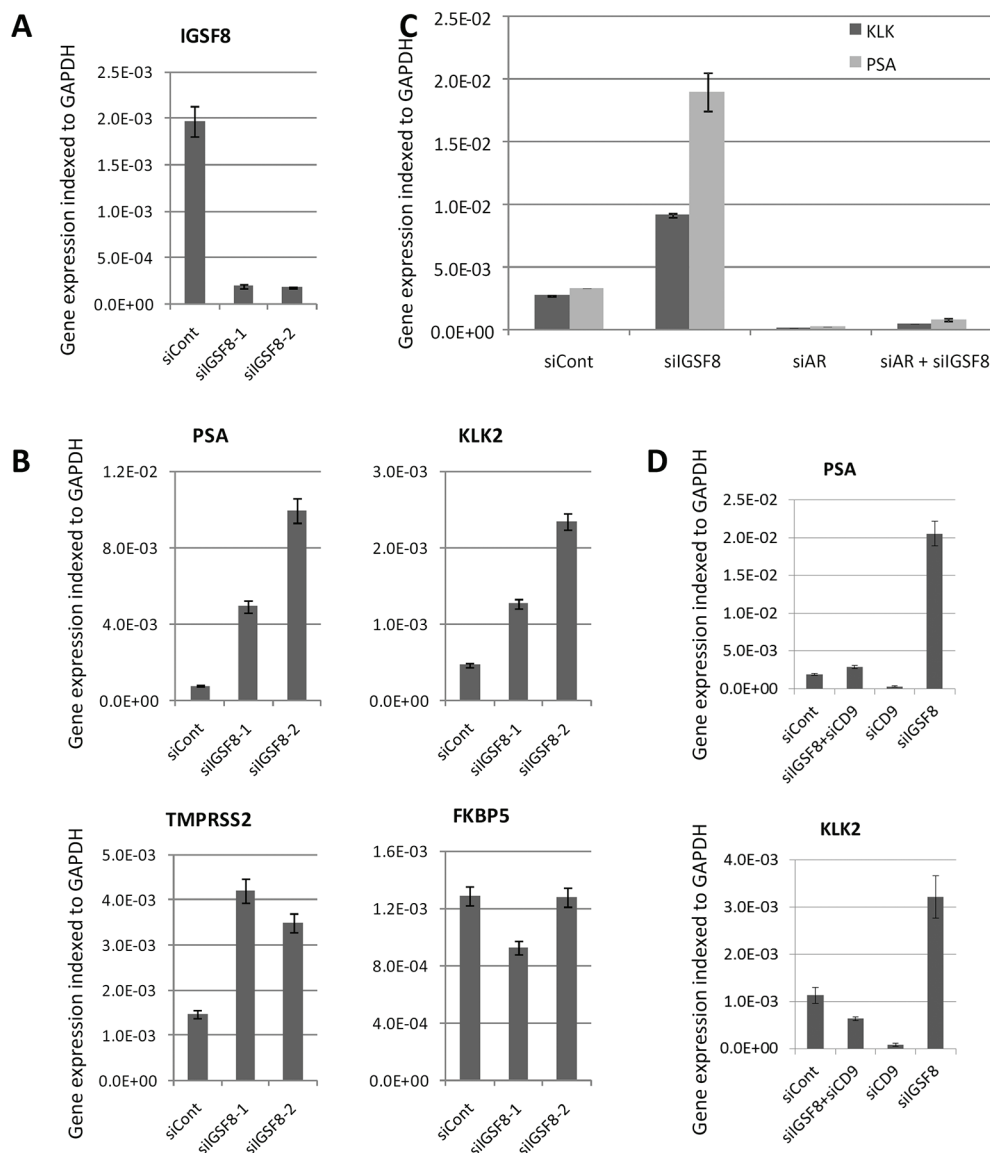 A
IGSF8
Gene expression indexed to GAPDH
2.5E-03
2.0E-03
1.5E-03
1.0E-03
5.0E-04
0.0E+00
siCont
siIGSF8-1
siIGSF8-2
C
Gene expression indexed to GAPDH
2.5E-02
2.0E-02
1.5E-02
1.0E-02
5.0E-03
0.0E+00
KLK
PSA
siCont
siIGSF8
siAR
siAR + siIGSF8
B
PSA
Gene expression indexed to GAPDH
1.2E-02
8.0E-03
4.0E-03
0.0E+00
siCont
siIGSF8-1
siIGSF8-2
KLK2
3.0E-03
2.0E-03
1.0E-03
0.0E+00
siCont
siIGSF8-1
siIGSF8-2
TMPRSS2
Gene expression indexed to GAPDH
5.0E-03
4.0E-03
3.0E-03
2.0E-03
1.0E-03
0.0E+00
siCont
siIGSF8-1
siIGSF8-2
FKBP5
1.6E-03
1.2E-03
8.0E-04
4.0E-04
0.0E+00
siCont
siIGSF8-1
siIGSF8-2
D
PSA
Gene expression indexed to GAPDH
2.5E-02
2.0E-02
1.5E-02
1.0E-02
5.0E-03
0.0E+00
siCont
siIGSF8+siCD9
siCD9
siIGSF8
KLK2
Gene expression indexed to GAPDH
4.0E-03
3.0E-03
2.0E-03
1.0E-03
0.0E+00
siCont
siIGSF8+siCD9
siCD9
siIGSF8